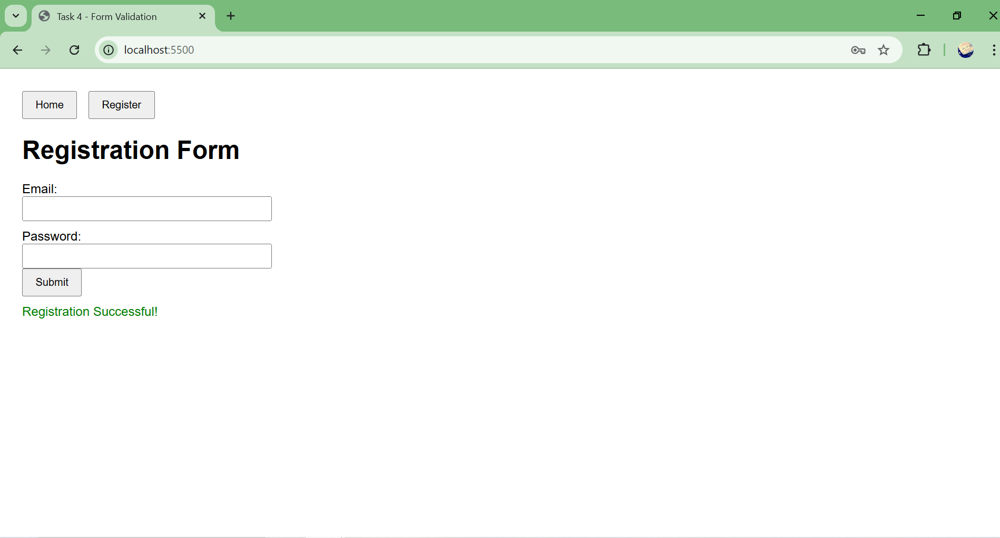 Task 4 - Form Validation
localhost:5500
Home Register
Registration Form
Email:
Password:
Submit
Registration Successful!